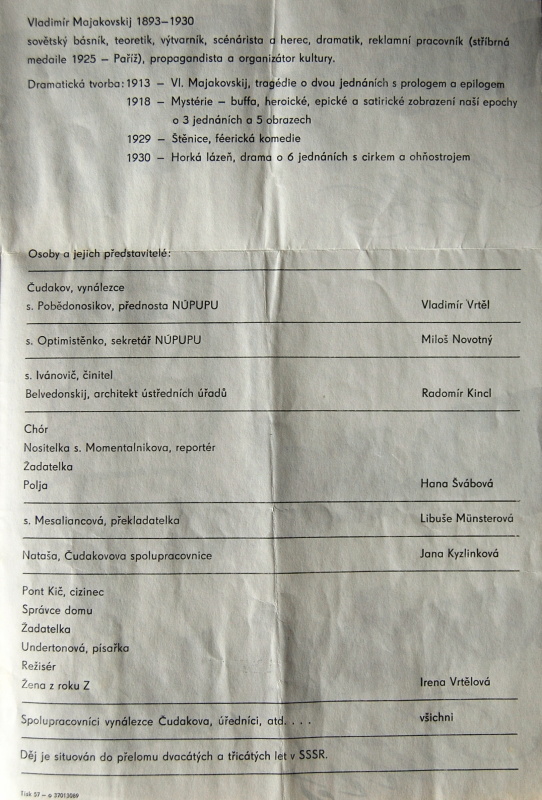 Vladimír Majakovskij 1893–1930
sovětský básník, teoretik, výtvarník, scénárista a herec, dramatik, reklamní pracovník (stříbrná
medaile 1925 – Paříž), propagandista a organizátor kultury.
Dramatická tvorba: 1913 – Vl. Majakovskij, tragédie o dvou jednáních s prologem a epilogem
1918 – Mystérie – buffa, heroické, epické a satirické zobrazení naší epochy
o 3 jednáních a 5 obrazech
1929 – Štěnice, féerická komedie
1930 – Horká lázeň, drama o 6 jednáních s cirkem a ohňostrojem
Osoby a jejich představitelé:
Čudakov, vynálezce
s. Pobědonosikov, přednosta NÚPUPU Vladimír Vrtěl
s. Optimistěnko, sekretář NÚPUPU Miloš Novotný
s. Ivánovič, činitel
Belvedonskij, architekt ústředních úřadů Radomír Kincl
Chór
Nositelka s. Momentalnikova, reportér
Žadatelka
Polja Hana Švábová
s. Mesaliancová, překladatelka Libuše Münsterová
Nataša, Čudakovova spolupracovnice Jana Kyzlinková
Pont Kič, cizinec
Správce domu
Žadatelka
Undertonová, písařka
Režisér
Žena z roku Z Irena Vrtělová
Spolupracovníci vynálezce Čudakova, úředníci, atd. . . . všichni
Děj je situován do přelomu dvacátých a třicátých let v SSSR.
Tisk 57 – o 37013089